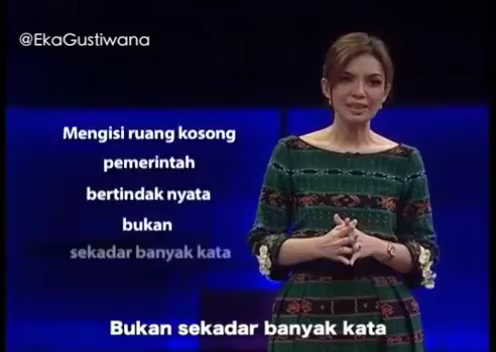 @EkaGustiwana
Mengisi ruang kosong
pemerintah
bertindak nyata
bukan
sekadar banyak kata
Bukan sekadar banyak kata